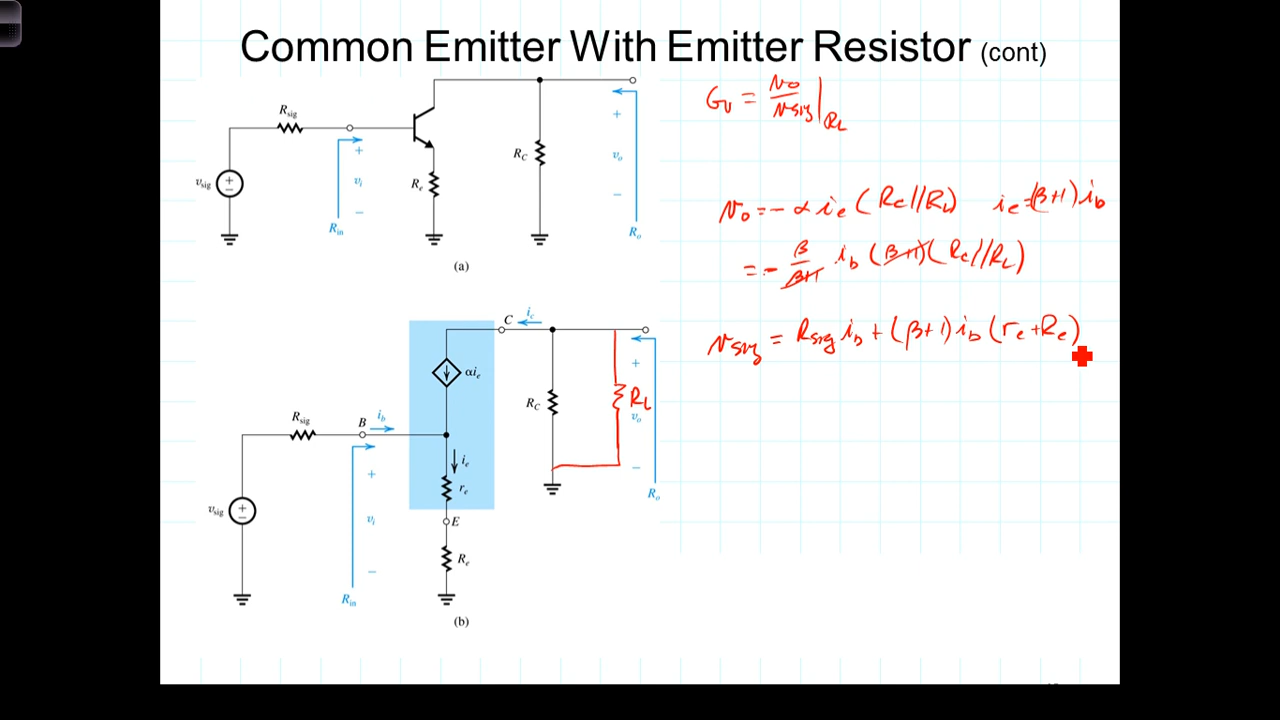 Common Emitter With Emitter Resistor (cont)
Gv = vo/vsig |RL
Rsig
RC
+
vo
−
+
vi
−
vsig
+
−
Re
Rin
Ro
(a)
vo = − α ie (Rc//RL) ie = (β+1) ib
= − β/(β+1) ib (β+1)(Rc//RL)
vsig = Rsig ib + (β+1) ib (re + Re)
C
ic
αie
+
RC
RL
vo
−
Ro
Rsig
B
ib
ie
re
+
vi
−
vsig
+
−
E
Re
Rin
(b)